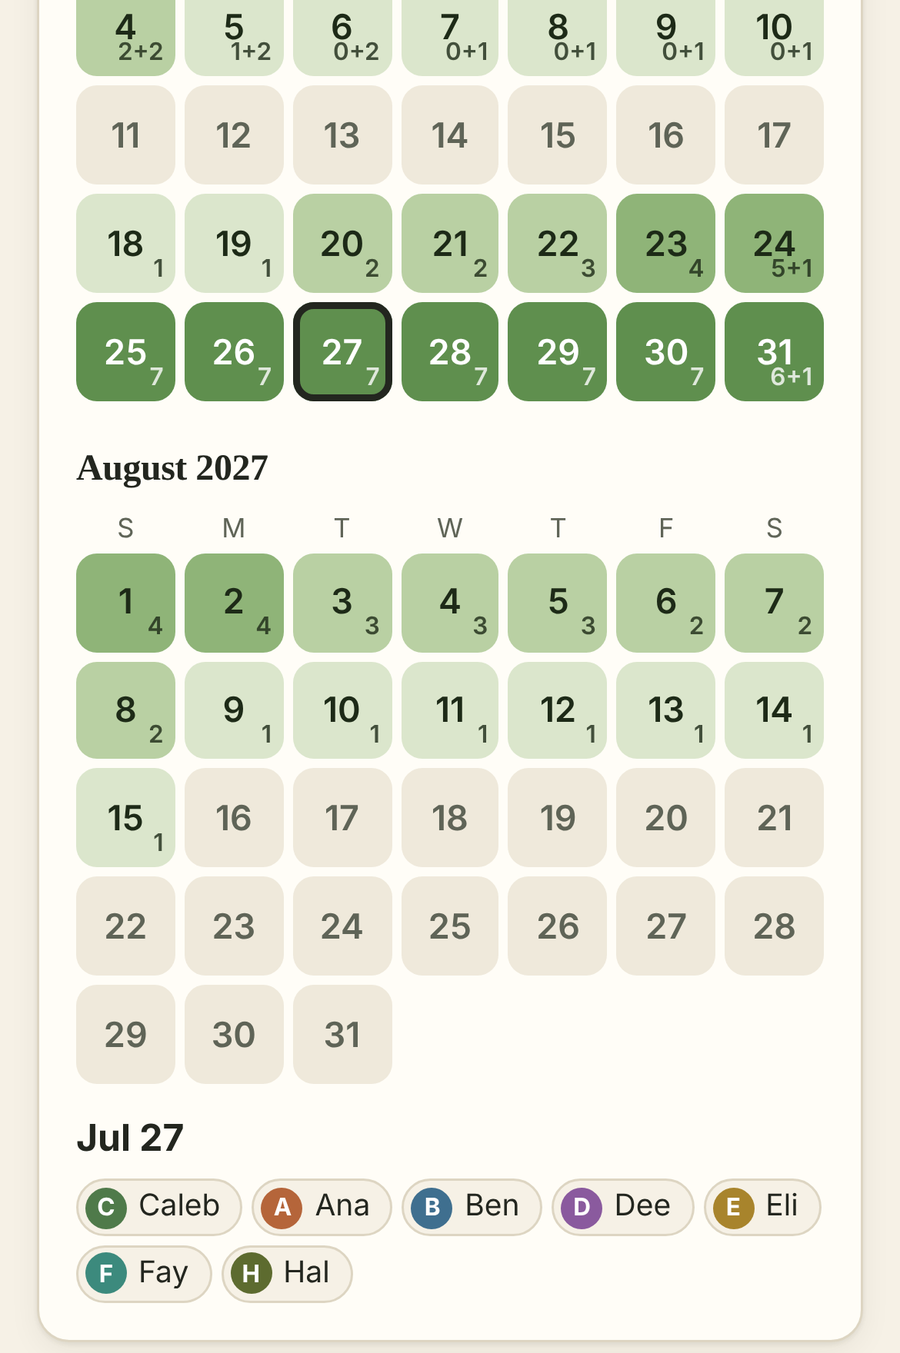 4 5 6 7 8 9 10
2+2 1+2 0+2 0+1 0+1 0+1 0+1
11 12 13 14 15 16 17
18 19 20 21 22 23 24
1 1 2 2 3 4 5+1
25 26 27 28 29 30 31
7 7 7 7 7 7 6+1
August 2027
S M T W T F S
1 2 3 4 5 6 7
4 4 3 3 3 2 2
8 9 10 11 12 13 14
2 1 1 1 1 1 1
15 16 17 18 19 20 21
1
22 23 24 25 26 27 28
29 30 31
Jul 27
C Caleb A Ana B Ben D Dee E Eli
F Fay H Hal